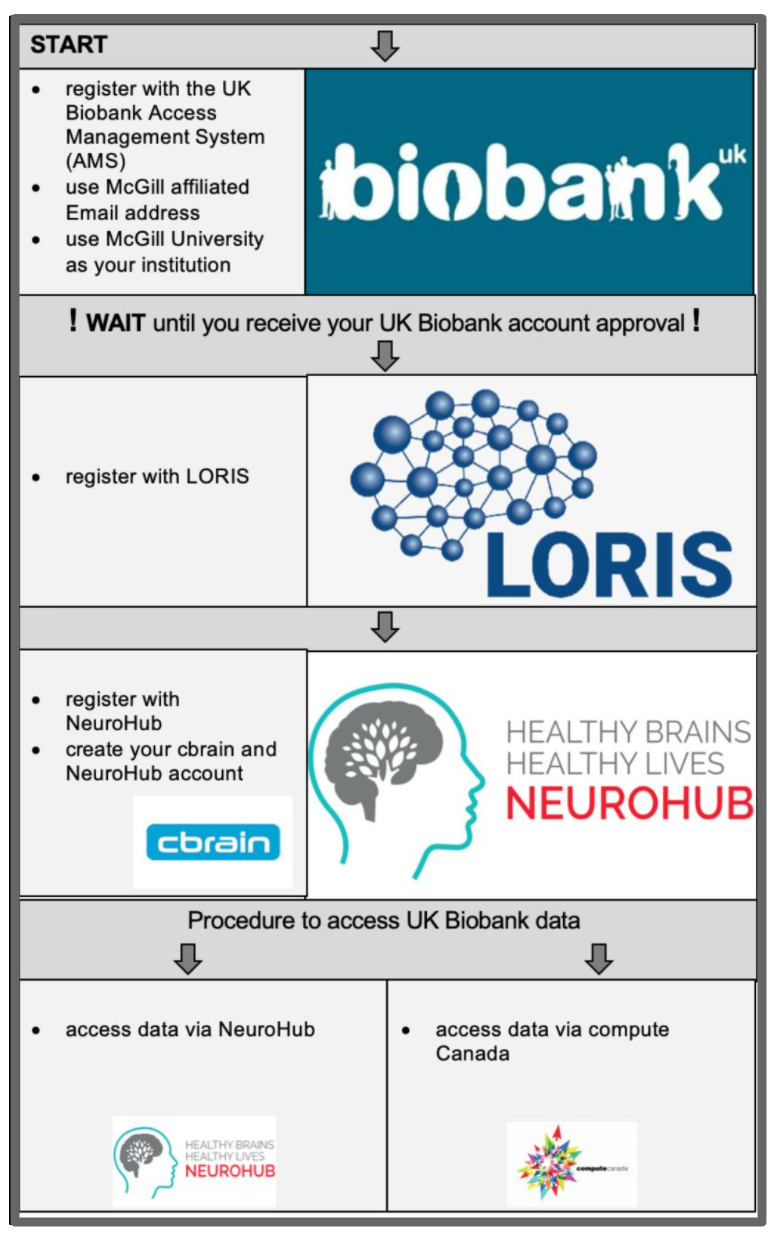 START
• register with the UK
Biobank Access
Management System
(AMS)
• use McGill affiliated
Email address
• use McGill University
as your institution
biobank uk
! WAIT until you receive your UK Biobank account approval !
• register with LORIS
LORIS
• register with
NeuroHub
• create your cbrain and
NeuroHub account
cbrain
HEALTHY BRAINS
HEALTHY LIVES
NEUROHUB
Procedure to access UK Biobank data
• access data via NeuroHub
HEALTHY BRAINS
HEALTHY LIVES
NEUROHUB
• access data via compute
Canada
computecanada